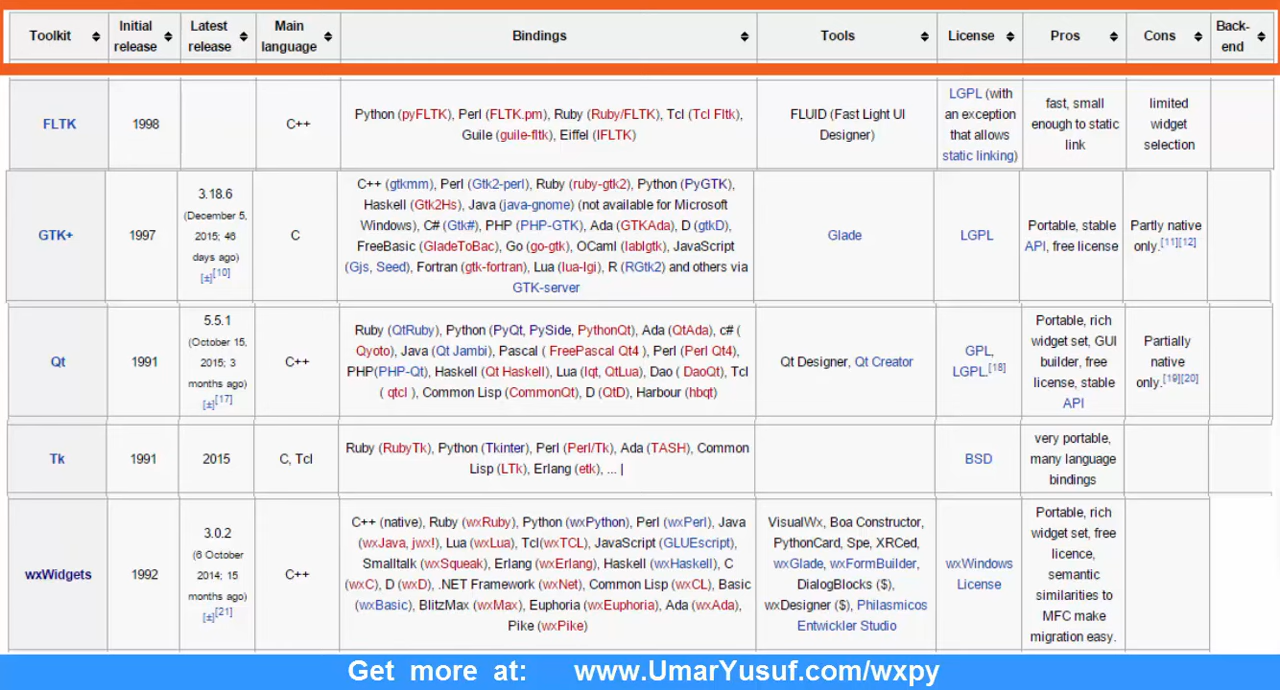 Toolkit
Initial
release
Latest
release
Main
language
Bindings
Tools
License
Pros
Cons
Back-
end
FLTK
1998
C++
Python (pyFLTK), Perl (FLTK.pm), Ruby (Ruby/FLTK), Tcl (Tcl Fltk),
Guile (guile-fltk), Eiffel (IFLTK)
FLUID (Fast Light UI
Designer)
LGPL (with
an exception
that allows
static linking)
fast, small
enough to static
link
limited
widget
selection
GTK+
1997
3.18.6
(December 5,
2015; 46
days ago)
[±][10]
C
C++ (gtkmm), Perl (Gtk2-perl), Ruby (ruby-gtk2), Python (PyGTK),
Haskell (Gtk2Hs), Java (java-gnome) (not available for Microsoft
Windows), C# (Gtk#), PHP (PHP-GTK), Ada (GTKAda), D (gtkD),
FreeBasic (GladeToBac), Go (go-gtk), OCaml (lablgtk), JavaScript
(Gjs, Seed), Fortran (gtk-fortran), Lua (lua-lgi), R (RGtk2) and others via
GTK-server
Glade
LGPL
Portable, stable
API, free license
Partly native
only.[11][12]
Qt
1991
5.5.1
(October 15,
2015; 3
months ago)
[±][17]
C++
Ruby (QtRuby), Python (PyQt, PySide, PythonQt), Ada (QtAda), c# (
Qyoto), Java (Qt Jambi), Pascal ( FreePascal Qt4 ), Perl (Perl Qt4),
PHP(PHP-Qt), Haskell (Qt Haskell), Lua (lqt, QtLua), Dao ( DaoQt), Tcl
( qtcl ), Common Lisp (CommonQt), D (QtD), Harbour (hbqt)
Qt Designer, Qt Creator
GPL,
LGPL.[18]
Portable, rich
widget set, GUI
builder, free
license, stable
API
Partially
native
only.[19][20]
Tk
1991
2015
C, Tcl
Ruby (RubyTk), Python (Tkinter), Perl (Perl/Tk), Ada (TASH), Common
Lisp (LTk), Erlang (etk), ... |
BSD
very portable,
many language
bindings
wxWidgets
1992
3.0.2
(6 October
2014; 15
months ago)
[±][21]
C++
C++ (native), Ruby (wxRuby), Python (wxPython), Perl (wxPerl), Java
(wxJava, jwx!), Lua (wxLua), Tcl(wxTCL), JavaScript (GLUEscript),
Smalltalk (wxSqueak), Erlang (wxErlang), Haskell (wxHaskell), C
(wxC), D (wxD), .NET Framework (wxNet), Common Lisp (wxCL), Basic
(wxBasic), BlitzMax (wxMax), Euphoria (wxEuphoria), Ada (wxAda),
Pike (wxPike)
VisualWx, Boa Constructor,
PythonCard, Spe, XRCed,
wxGlade, wxFormBuilder,
DialogBlocks ($),
wxDesigner ($), Philasmicos
Entwickler Studio
wxWindows
License
Portable, rich
widget set, free
licence,
semantic
similarities to
MFC make
migration easy.
Get more at: www.UmarYusuf.com/wxpy